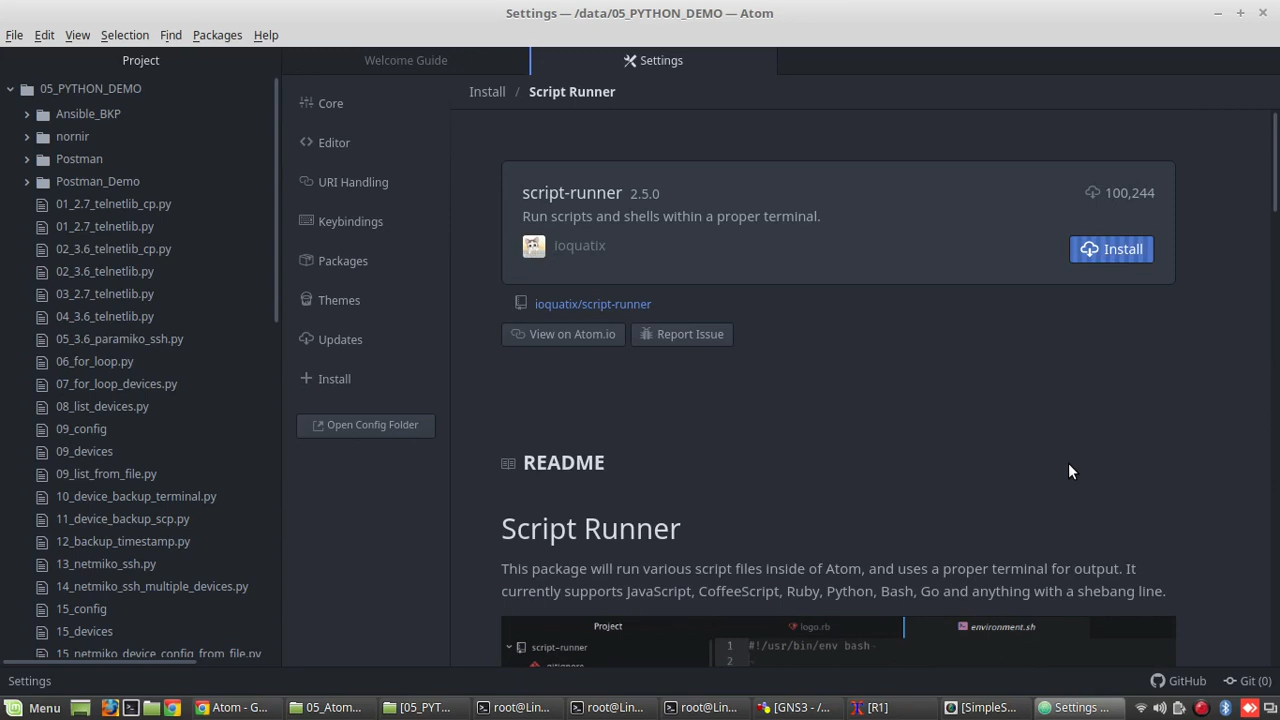 Settings — /data/05_PYTHON_DEMO — Atom
File Edit View Selection Find Packages Help
Project
05_PYTHON_DEMO
Ansible_BKP
nornir
Postman
Postman_Demo
01_2.7_telnetlib_cp.py
01_2.7_telnetlib.py
02_3.6_telnetlib_cp.py
02_3.6_telnetlib.py
03_2.7_telnetlib.py
04_3.6_telnetlib.py
05_3.6_paramiko_ssh.py
06_for_loop.py
07_for_loop_devices.py
08_list_devices.py
09_config
09_devices
09_list_from_file.py
10_device_backup_terminal.py
11_device_backup_scp.py
12_backup_timestamp.py
13_netmiko_ssh.py
14_netmiko_ssh_multiple_devices.py
15_config
15_devices
15_netmiko_device_config_from_file.py
Welcome Guide
Settings
Core
Editor
URI Handling
Keybindings
Packages
Themes
Updates
Install
Open Config Folder
Install / Script Runner
script-runner 2.5.0
100,244
Run scripts and shells within a proper terminal.
ioquatix
Install
ioquatix/script-runner
View on Atom.io
Report Issue
README
Script Runner
This package will run various script files inside of Atom, and uses a proper terminal for output. It
currently supports JavaScript, CoffeeScript, Ruby, Python, Bash, Go and anything with a shebang line.
Project
logo.rb
environment.sh
script-runner
.gitignore
1 #!/usr/bin/env bash
2
Settings
GitHub
Git (0)
Menu
Atom - G...
05_Atom...
[05_PYT...
root@Lin...
root@Lin...
root@Lin...
[GNS3 - /...
[R1]
[SimpleS...
Settings ...